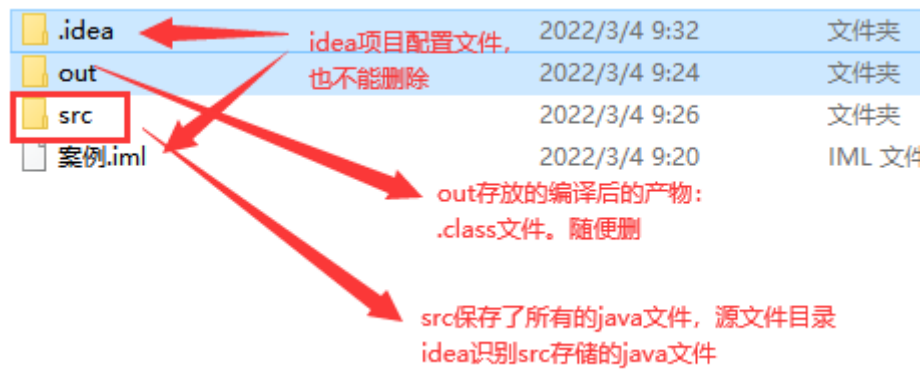 .idea 2022/3/4 9:32 文件夹
idea项目配置文件，
也不能删除
out 2022/3/4 9:24 文件夹
src 2022/3/4 9:26 文件夹
案例.iml 2022/3/4 9:20 IML 文件
out存放的编译后的产物：
.class文件。随便删
src保存了所有的java文件，源文件目录
idea识别src存储的java文件